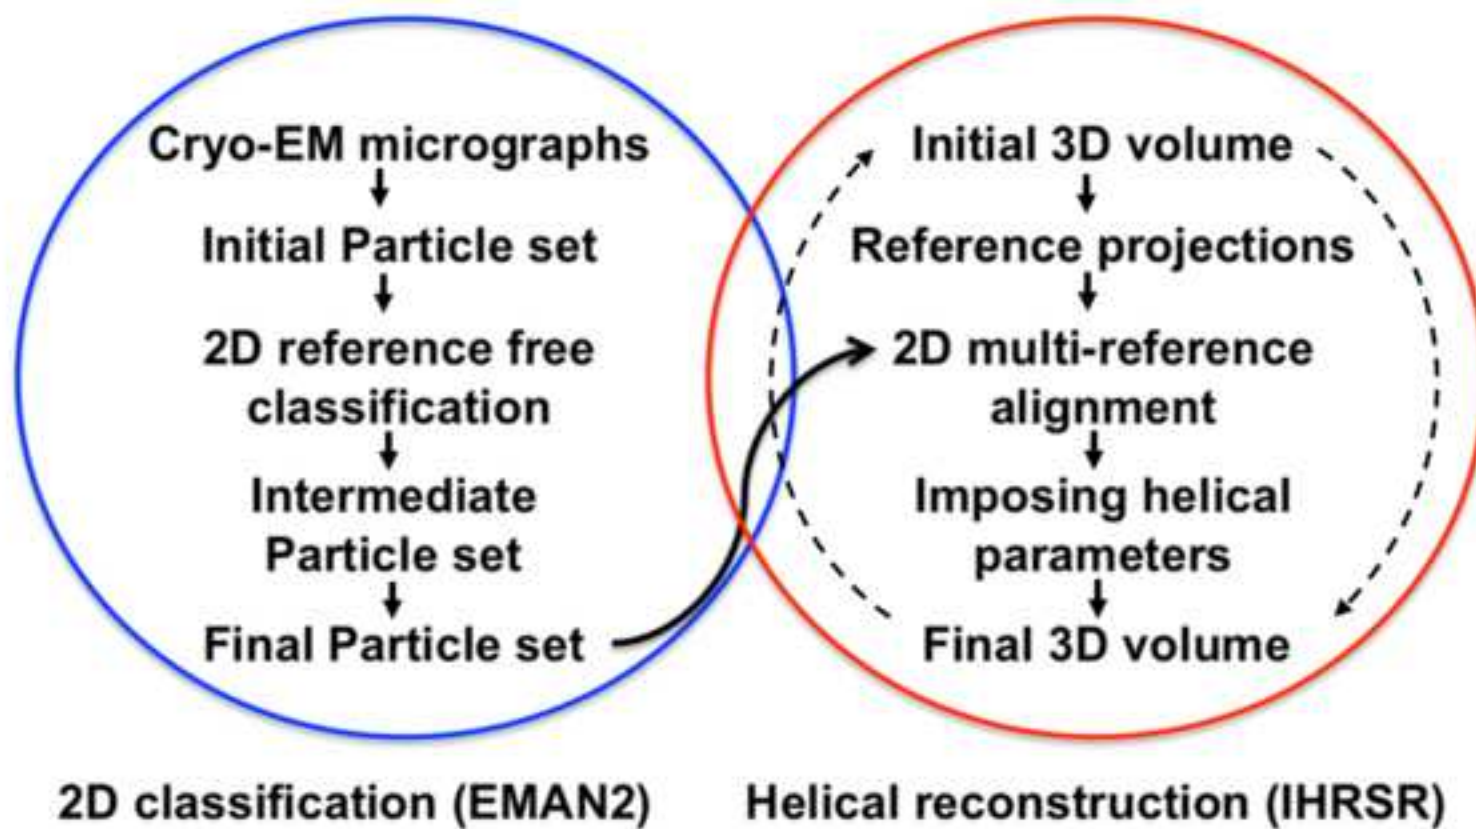 Cryo-EM micrographs
Initial Particle set
2D reference free
classification
Intermediate
Particle set
Final Particle set
2D classification (EMAN2)
Initial 3D volume
Reference projections
2D multi-reference
alignment
Imposing helical
parameters
Final 3D volume
Helical reconstruction (IHRSR)